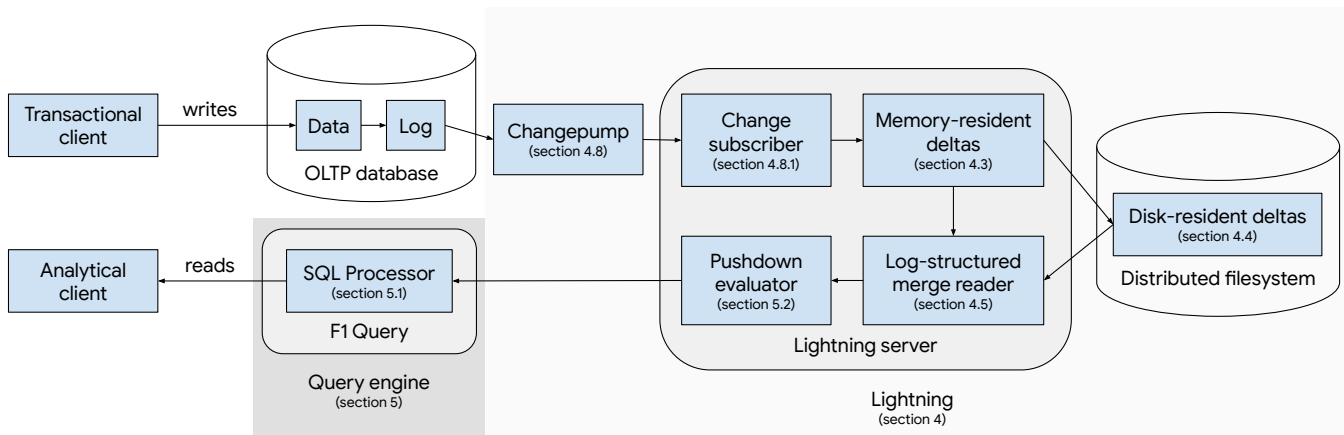 Transactional
client
writes
Data
Log
OLTP database
Changepump
(section 4.8)
Change
subscriber
(section 4.8.1)
Memory-resident
deltas
(section 4.3)
Disk-resident deltas
(section 4.4)
Distributed filesystem
Analytical
client
reads
SQL Processor
(section 5.1)
F1 Query
Query engine
(section 5)
Pushdown
evaluator
(section 5.2)
Log-structured
merge reader
(section 4.5)
Lightning server
Lightning
(section 4)